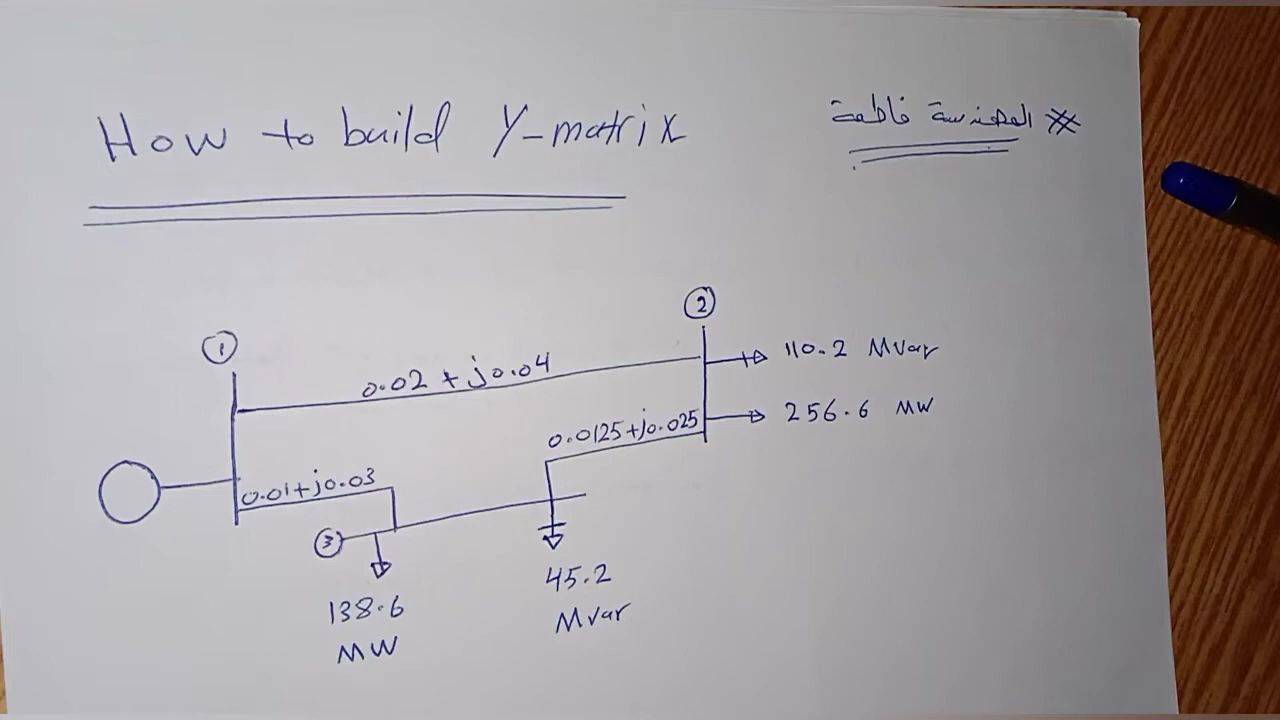 How to build Y-matrix
※ المهندسة فاطمة
1
2
0.02 + j0.04
110.2 MVar
256.6 MW
0.0125+j0.025
0.01+j0.03
3
138.6
MW
45.2
Mvar